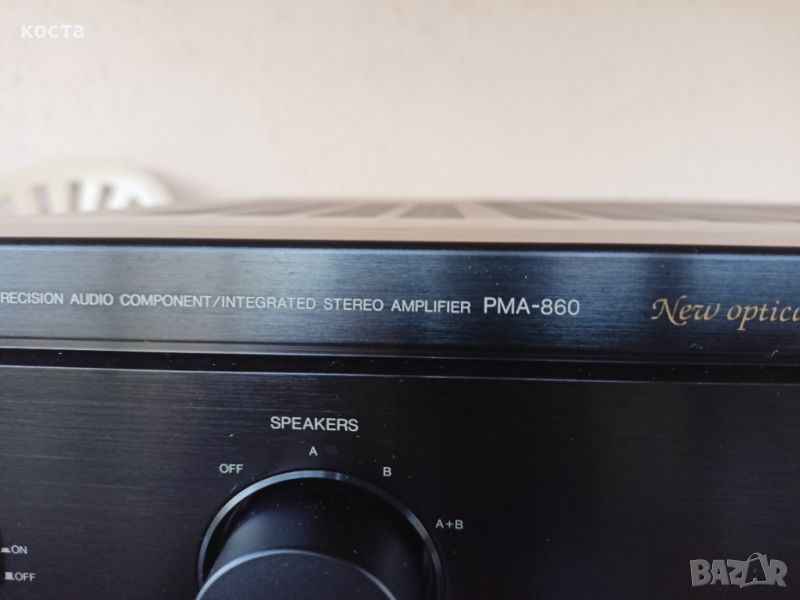 коста
RECISION AUDIO COMPONENT/INTEGRATED STEREO AMPLIFIER PMA-860 New optica
SPEAKERS
OFF A B A+B
ON
OFF
BAZAR